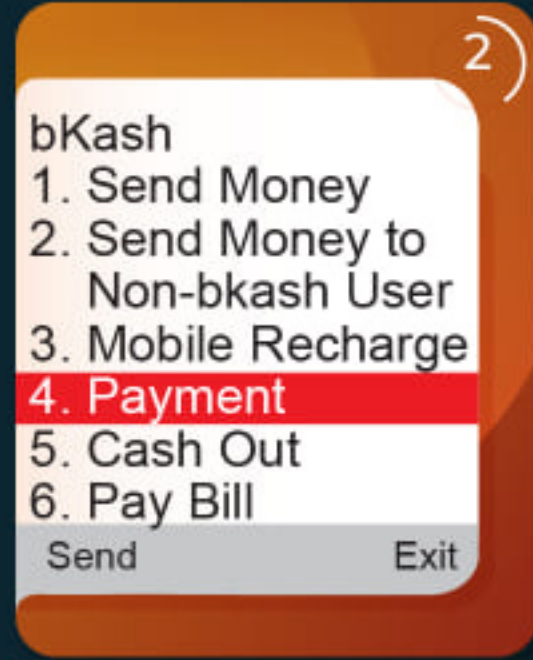 2
bKash
1. Send Money
2. Send Money to
Non-bkash User
3. Mobile Recharge
4. Payment
5. Cash Out
6. Pay Bill
Send Exit